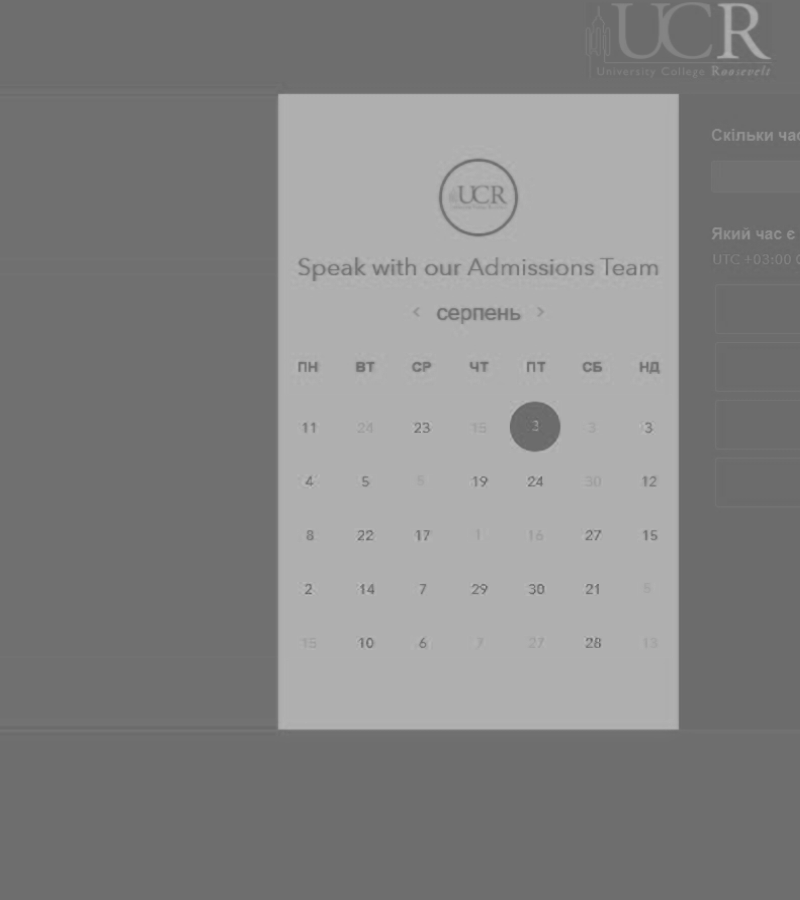 UCR
University College Roosevelt
UCR
Speak with our Admissions Team
< серпень >
ПН ВТ СР ЧТ ПТ СБ НД
11 24 23 15 3 3 3
4 5 5 19 24 30 12
8 22 17 1 16 27 15
2 14 7 29 30 21 5
15 10 6 7 27 28 13
Скільки час
Який час є
UTC +03:00